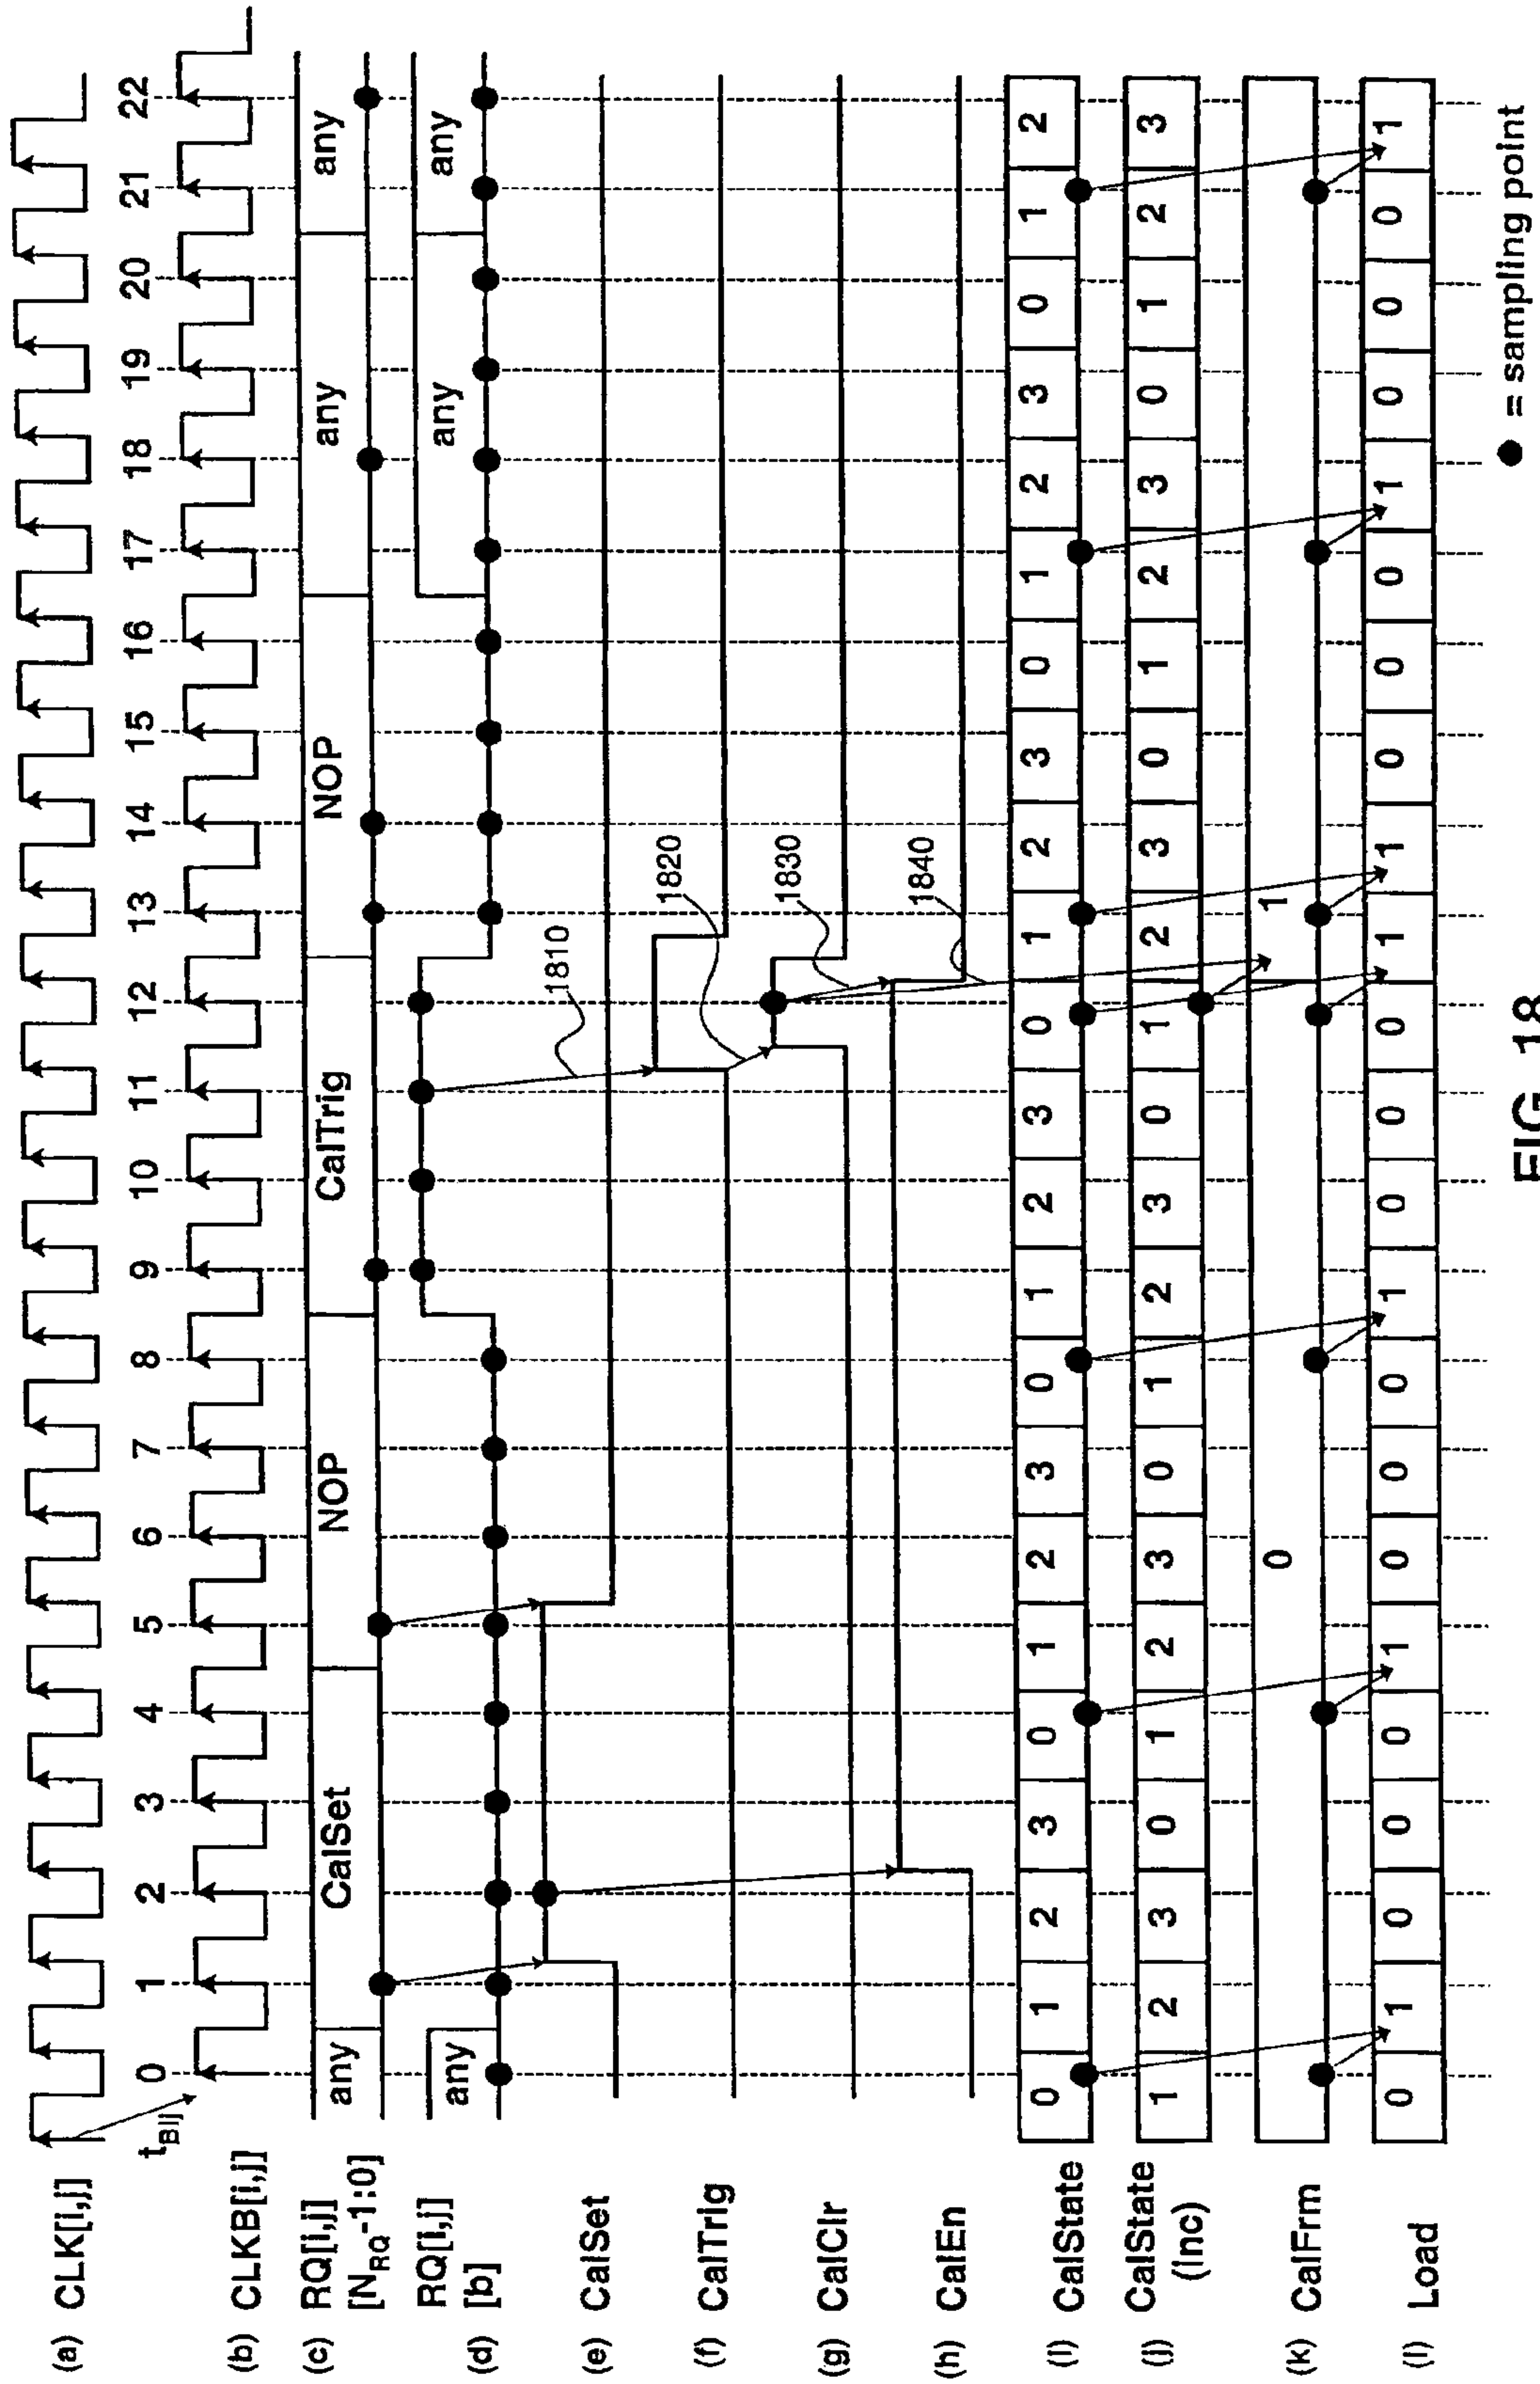 (a) CLK[i,j]
tBij 0 1 2 3 4 5 6 7 8 9 10 11 12 13 14 15 16 17 18 19 20 21 22
(b) CLKB[i,j]
(c) RQ[i,j] any CalSet NOP CalTrig NOP any any
[NRQ-1:0]
RQ[i,j] any any any
(d) [b]
1810
(e) CalSet
1820
(f) CalTrig
1830
(g) CalClr
1840
(h) CalEn
(i) CalState 0 1 2 3 0 1 2 3 0 1 2 3 0 1 2 3 0 1 2 3 0 1 2
(j) CalState 1 2 3 0 1 2 3 0 1 2 3 0 1 2 3 0 1 2 3 0 1 2 3
(inc)
(k) CalFrm 0 1
(l) Load 0 1 0 0 0 1 0 0 0 1 0 0 0 1 1 0 0 0 1 0 0 0 1
● = sampling point
FIG. 18